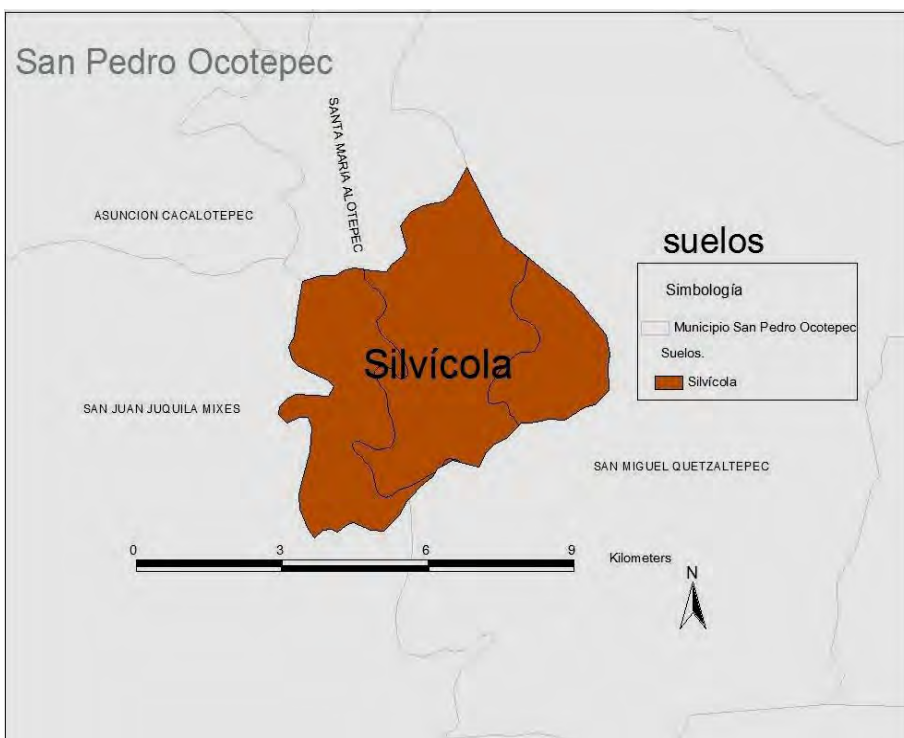 San Pedro Ocotepec
SANTA MARIA ALOTEPEC
ASUNCION CACALOTEPEC
suelos
Simbología
Municipio San Pedro Ocotepec
Suelos.
Silvícola
Silvícola
SAN JUAN JUQUILA MIXES
SAN MIGUEL QUETZALTEPEC
0 3 6 9
Kilometers
N